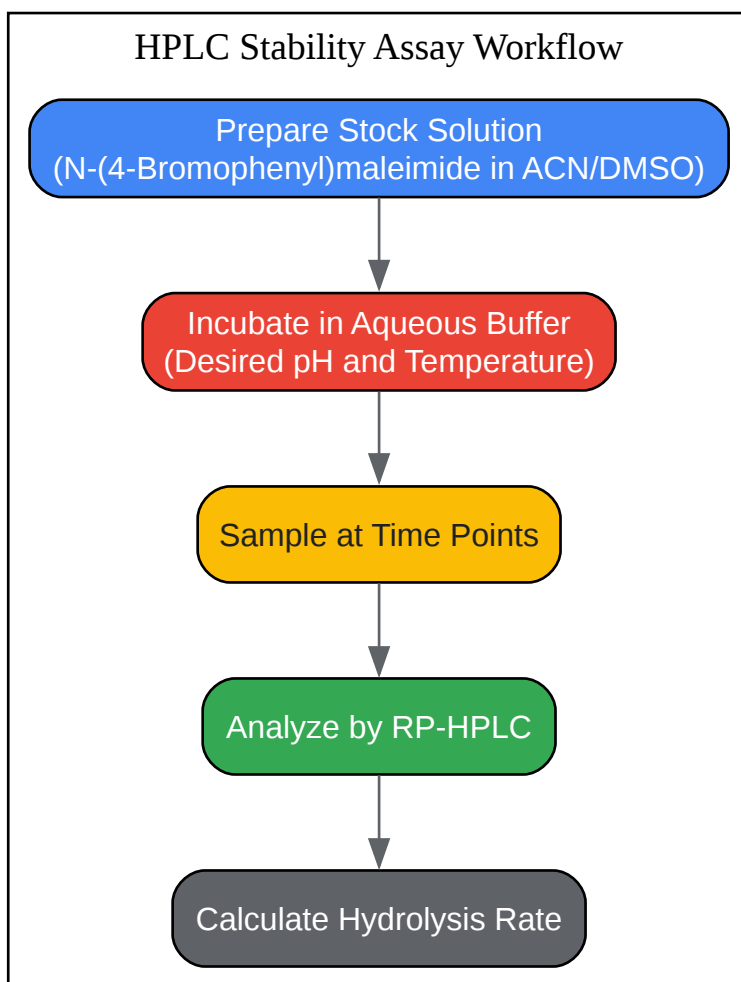 HPLC Stability Assay Workflow
Prepare Stock Solution
(N-(4-Bromophenyl)maleimide in ACN/DMSO)
Incubate in Aqueous Buffer
(Desired pH and Temperature)
Sample at Time Points
Analyze by RP-HPLC
Calculate Hydrolysis Rate